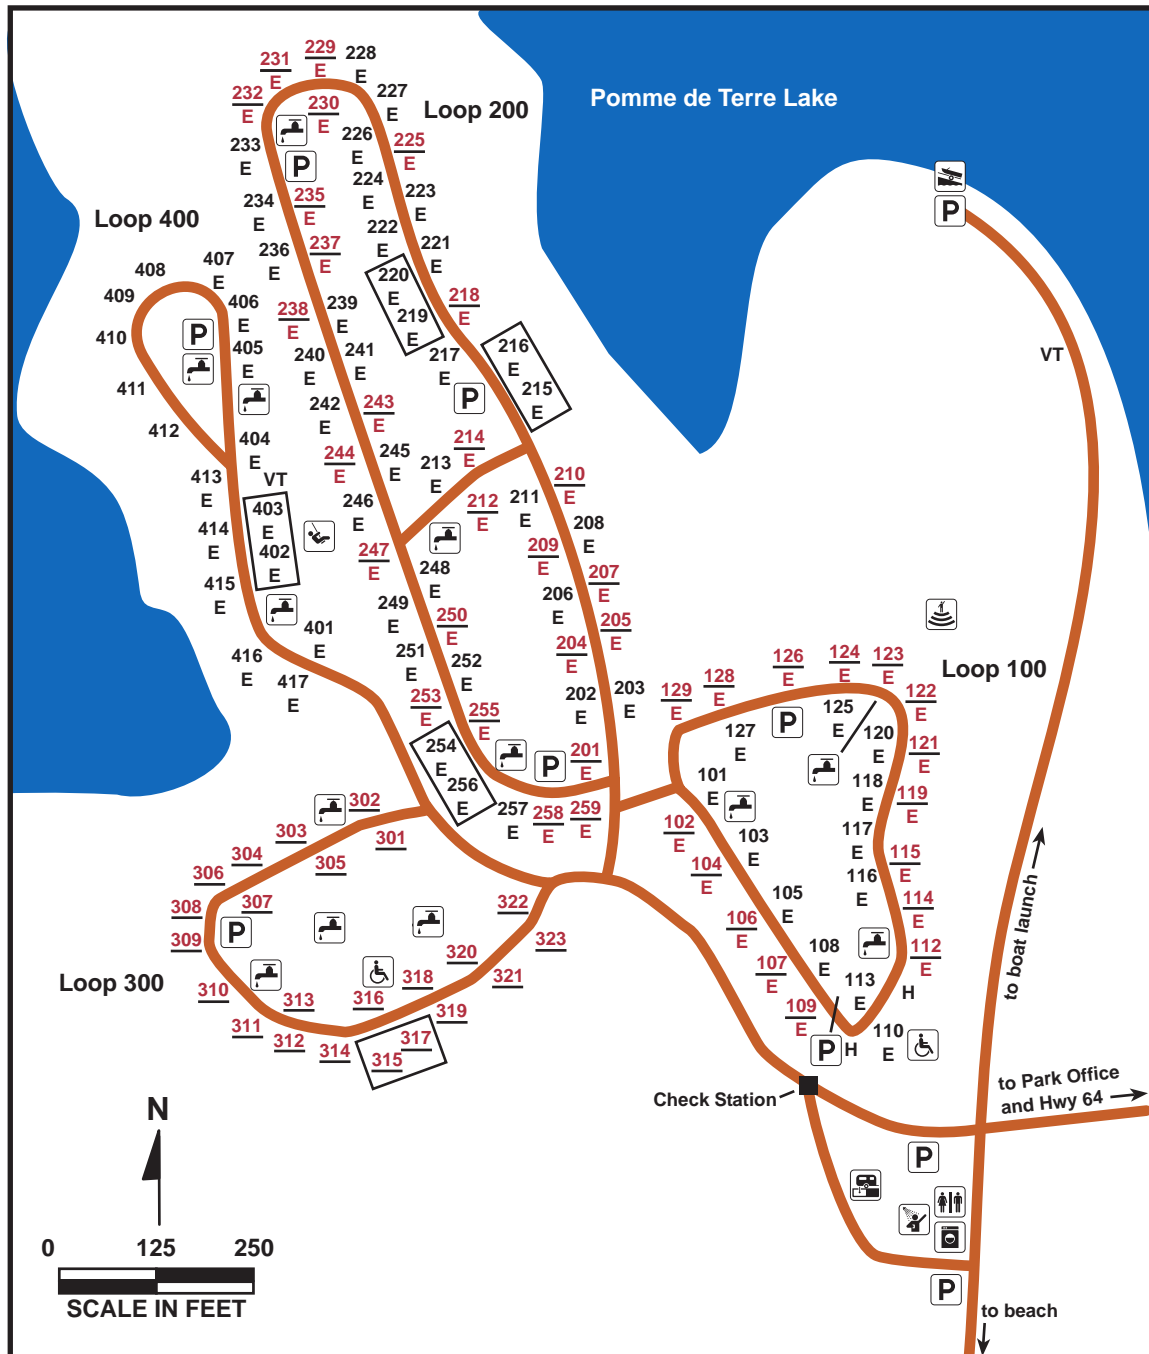 Pomme de Terre Lake
Loop 200
229
E
231
E
228
E
232
E
230
E
227
E
226
E
225
E
233
E
P
224
E
223
E
235
E
234
E
222
E
221
E
237
E
236
E
220
E
219
E
218
E
238
E
239
E
217
E
216
E
215
E
240
E
241
E
P
242
E
243
E
214
E
244
E
245
E
213
E
212
E
211
E
210
E
246
E
208
E
247
E
209
E
248
E
207
E
249
E
206
E
250
E
205
E
251
E
204
E
252
E
253
E
202
E
203
E
255
E
254
E
256
E
P
201
E
257
E
258
E
259
E
Loop 400
407
E
408
409
406
E
410
P
405
E
411
412
404
E
413
E
VT
403
E
402
E
414
E
415
E
401
E
416
E
417
E
P
VT
Loop 100
124
E
123
E
126
E
128
E
129
E
122
E
125
E
P
127
E
120
E
121
E
101
E
118
E
119
E
102
E
103
E
117
E
115
E
104
E
116
E
105
E
114
E
106
E
108
E
112
E
107
E
113
E
H
109
E
P
H
110
E
302
303
301
304
305
306
307
308
309
P
322
323
Loop 300
310
320
321
318
313
316
319
311
312
314
317
315
to boat launch
Check Station
to Park Office
and Hwy 64
N
P
0 125 250
SCALE IN FEET
P
to beach